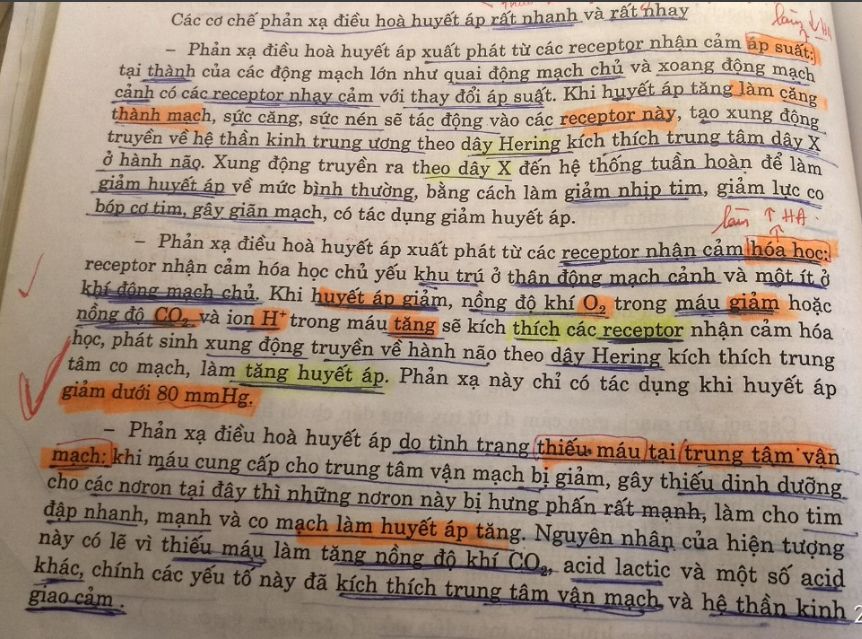 Các cơ chế phản xạ điều hoà huyết áp rất nhanh và rất nhạy
làm ↓ HA
– Phản xạ điều hoà huyết áp xuất phát từ các receptor nhận cảm áp suất:
tại thành của các động mạch lớn như quai động mạch chủ và xoang động mạch
cảnh có các receptor nhạy cảm với thay đổi áp suất. Khi huyết áp tăng làm căng
thành mạch, sức căng, sức nén sẽ tác động vào các receptor này, tạo xung động
truyền về hệ thần kinh trung ương theo dây Hering kích thích trung tâm dây X
ở hành não. Xung động truyền ra theo dây X đến hệ thống tuần hoàn để làm
giảm huyết áp về mức bình thường, bằng cách làm giảm nhịp tim, giảm lực co
bóp cơ tim, gây giãn mạch, có tác dụng giảm huyết áp.
làm ↑ HA
– Phản xạ điều hoà huyết áp xuất phát từ các receptor nhận cảm hóa học:
receptor nhận cảm hóa học chủ yếu khu trú ở thân động mạch cảnh và một ít ở
khí động mạch chủ. Khi huyết áp giảm, nồng độ khí O₂ trong máu giảm hoặc
nồng độ CO₂ và ion H⁺ trong máu tăng sẽ kích thích các receptor nhận cảm hóa
học, phát sinh xung động truyền về hành não theo dây Hering kích thích trung
tâm co mạch, làm tăng huyết áp. Phản xạ này chỉ có tác dụng khi huyết áp
giảm dưới 80 mmHg.
– Phản xạ điều hoà huyết áp do tình trạng thiếu máu tại trung tâm vận
mạch: khi máu cung cấp cho trung tâm vận mạch bị giảm, gây thiếu dinh dưỡng
cho các nơron tại đây thì những nơron này bị hưng phấn rất mạnh, làm cho tim
đập nhanh, mạnh và co mạch làm huyết áp tăng. Nguyên nhân của hiện tượng
này có lẽ vì thiếu máu làm tăng nồng độ khí CO₂, acid lactic và một số acid
khác, chính các yếu tố này đã kích thích trung tâm vận mạch và hệ thần kinh
giao cảm.